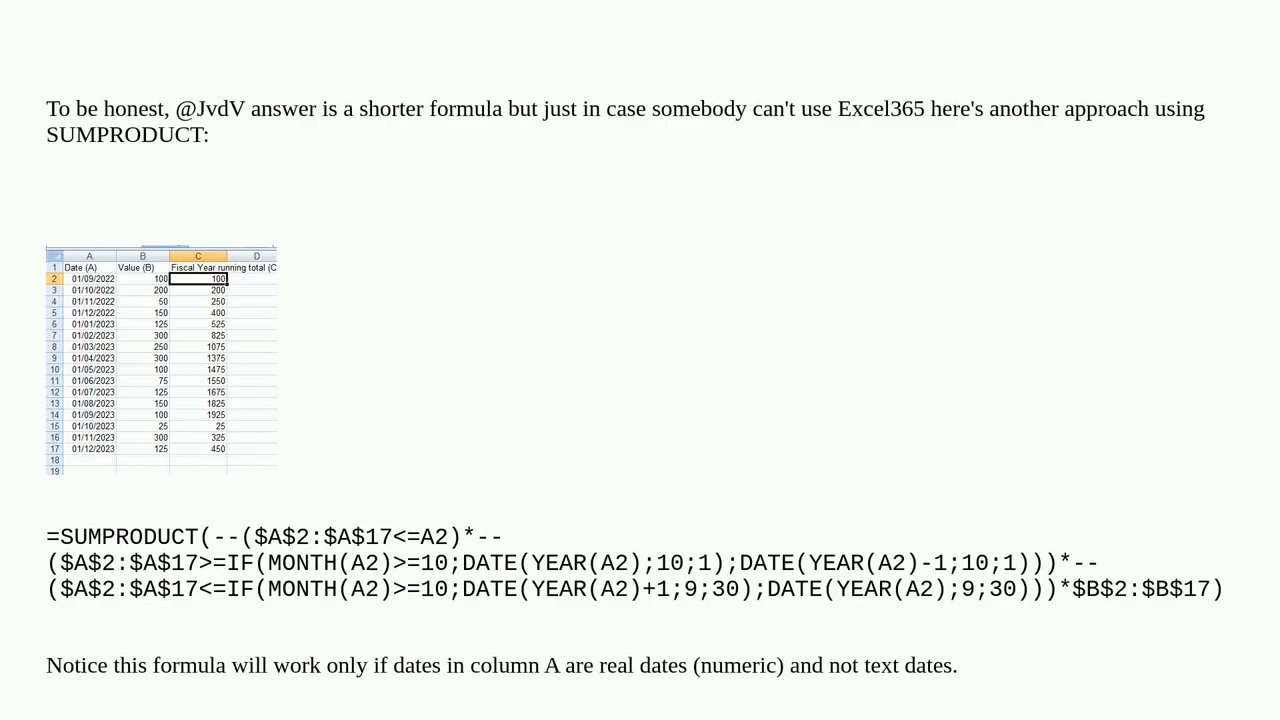 To be honest, @JvdV answer is a shorter formula but just in case somebody can't use Excel365 here's another approach using
SUMPRODUCT:
A B C D
1 Date (A) Value (B) Fiscal Year running total (C
2 01/09/2022 100 100
3 01/10/2022 200 200
4 01/11/2022 50 250
5 01/12/2022 150 400
6 01/01/2023 125 525
7 01/02/2023 300 825
8 01/03/2023 250 1075
9 01/04/2023 300 1375
10 01/05/2023 100 1475
11 01/06/2023 75 1550
12 01/07/2023 125 1675
13 01/08/2023 150 1825
14 01/09/2023 100 1925
15 01/10/2023 25 25
16 01/11/2023 300 325
17 01/12/2023 125 450
18
19
=SUMPRODUCT(--($A$2:$A$17<=A2)*--
($A$2:$A$17>=IF(MONTH(A2)>=10;DATE(YEAR(A2);10;1);DATE(YEAR(A2)-1;10;1)))*--
($A$2:$A$17<=IF(MONTH(A2)>=10;DATE(YEAR(A2)+1;9;30);DATE(YEAR(A2);9;30)))*$B$2:$B$17)
Notice this formula will work only if dates in column A are real dates (numeric) and not text dates.